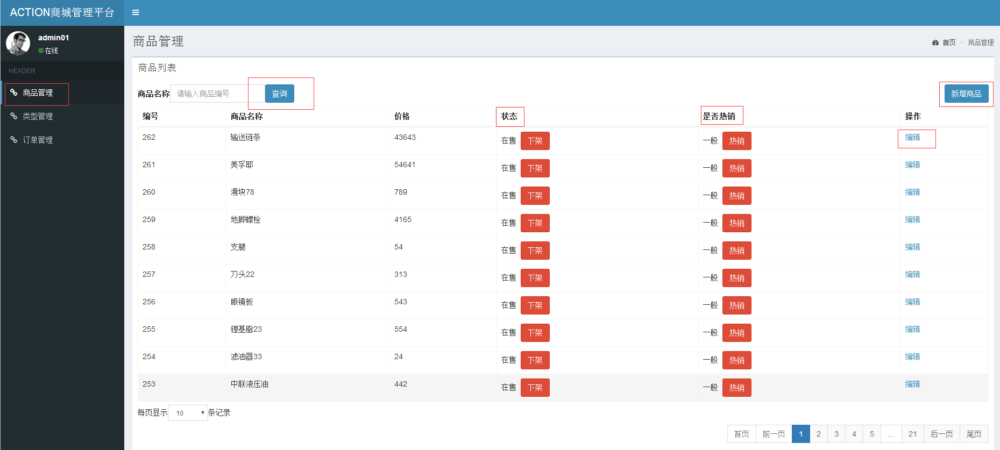 ACTION商城管理平台
admin01
在线
HEADER
商品管理
类型管理
订单管理
商品管理
首页 > 商品管理
商品列表
商品名称 请输入商品编号 查询 新增商品
编号 商品名称 价格 状态 是否热销 操作
262 输送链条 43643 在售 下架 一般 热销 编辑
261 美孚耶 54641 在售 下架 一般 热销 编辑
260 滑块78 789 在售 下架 一般 热销 编辑
259 地脚螺栓 4165 在售 下架 一般 热销 编辑
258 支腿 54 在售 下架 一般 热销 编辑
257 刀头22 313 在售 下架 一般 热销 编辑
256 眼镜板 543 在售 下架 一般 热销 编辑
255 锂基脂23 554 在售 下架 一般 热销 编辑
254 滤油器33 24 在售 下架 一般 热销 编辑
253 中联液压油 442 在售 下架 一般 热销 编辑
每页显示 10 条记录
首页 前一页 1 2 3 4 5 ... 21 后一页 尾页